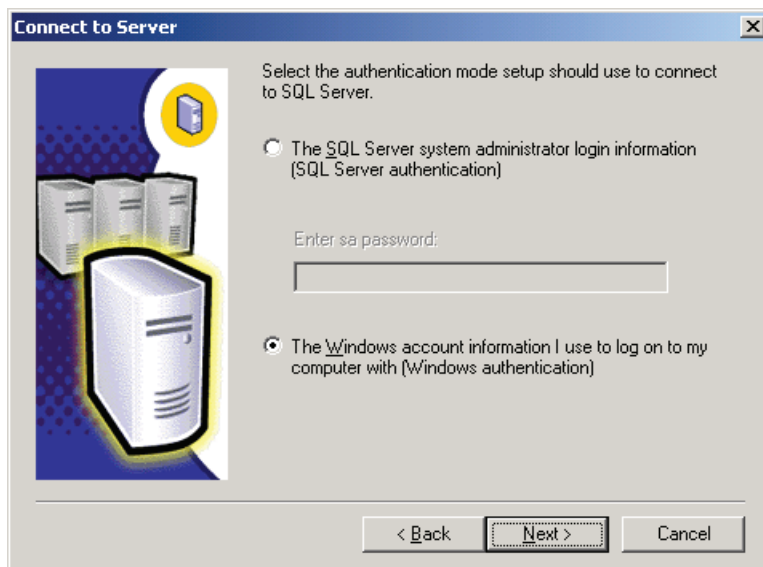 Connect to Server
Select the authentication mode setup should use to connect
to SQL Server.
The SQL Server system administrator login information
(SQL Server authentication)
Enter sa password:
The Windows account information I use to log on to my
computer with (Windows authentication)
< Back
Next >
Cancel